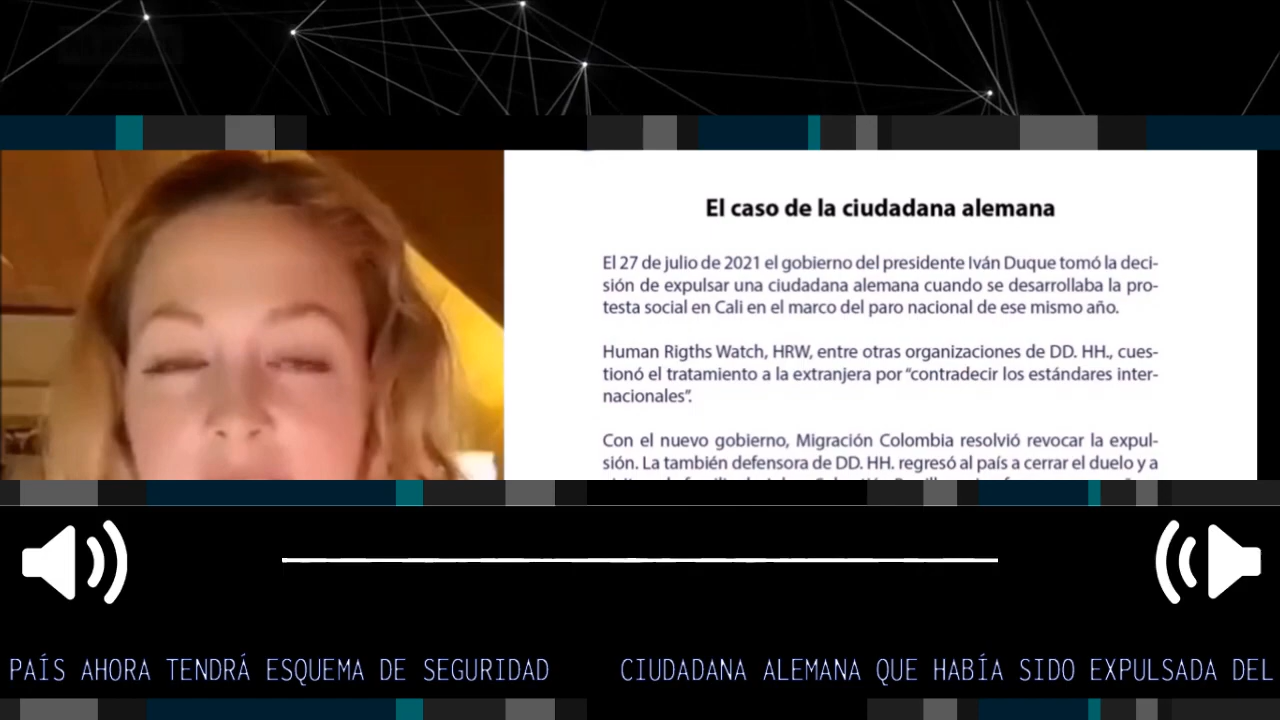 El caso de la ciudadana alemana
El 27 de julio de 2021 el gobierno del presidente Iván Duque tomó la deci-
sión de expulsar una ciudadana alemana cuando se desarrollaba la pro-
testa social en Cali en el marco del paro nacional de ese mismo año.
Human Rigths Watch, HRW, entre otras organizaciones de DD. HH., cues-
tionó el tratamiento a la extranjera por “contradecir los estándares inter-
nacionales”.
Con el nuevo gobierno, Migración Colombia resolvió revocar la expul-
sión. La también defensora de DD. HH. regresó al país a cerrar el duelo y a
PAÍS AHORA TENDRÁ ESQUEMA DE SEGURIDAD CIUDADANA ALEMANA QUE HABÍA SIDO EXPULSADA DEL